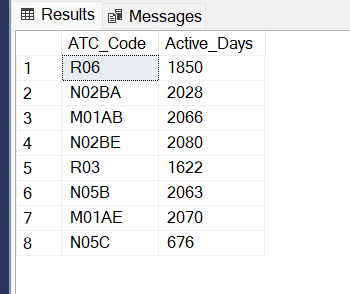 Results Messages
ATC_Code Active_Days
1 R06 1850
2 N02BA 2028
3 M01AB 2066
4 N02BE 2080
5 R03 1622
6 N05B 2063
7 M01AE 2070
8 N05C 676